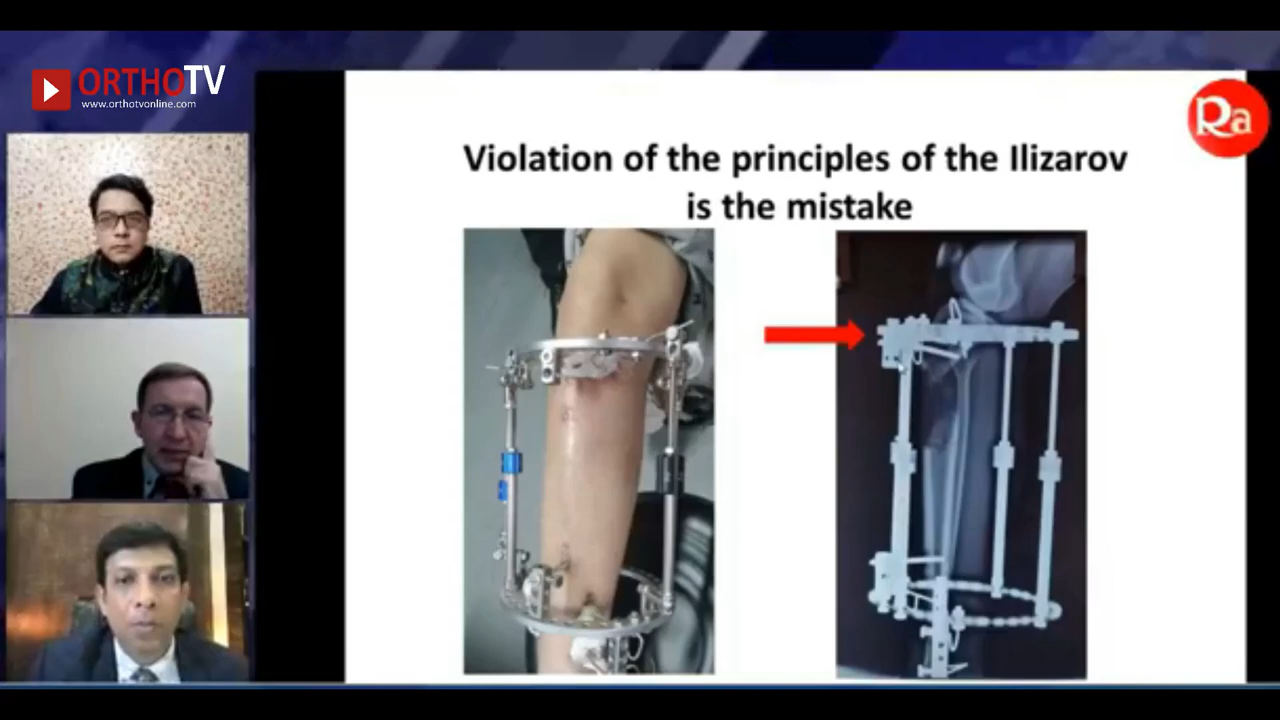 ORTHOTV
www.orthotvonline.com
Ra
Violation of the principles of the Ilizarov
is the mistake